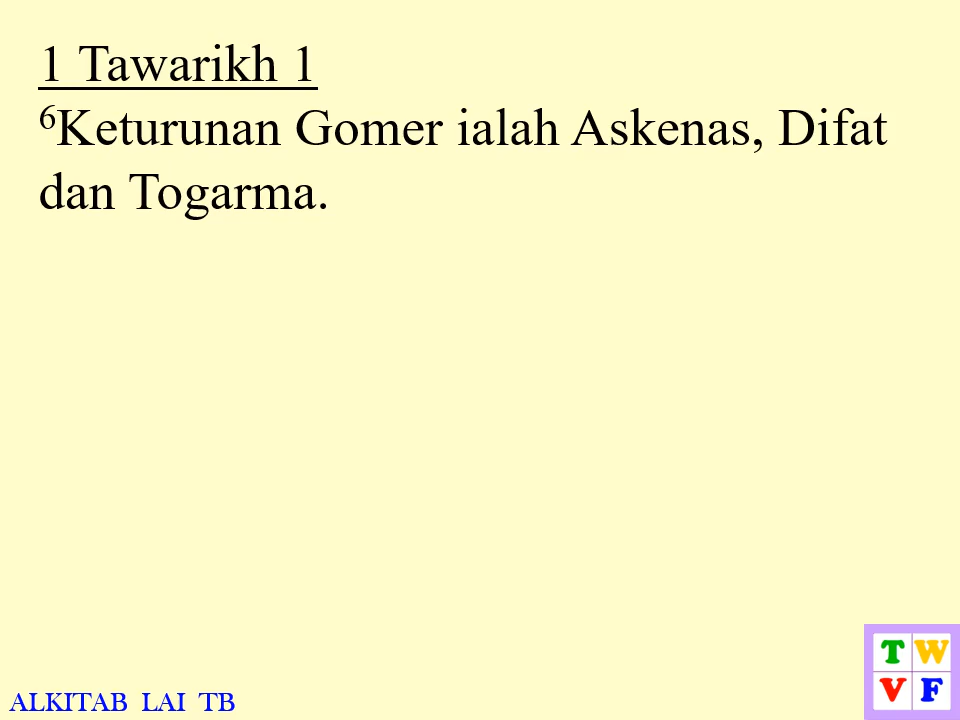 1 Tawarikh 1
⁶Keturunan Gomer ialah Askenas, Difat
dan Togarma.
T W
V F
ALKITAB LAI TB